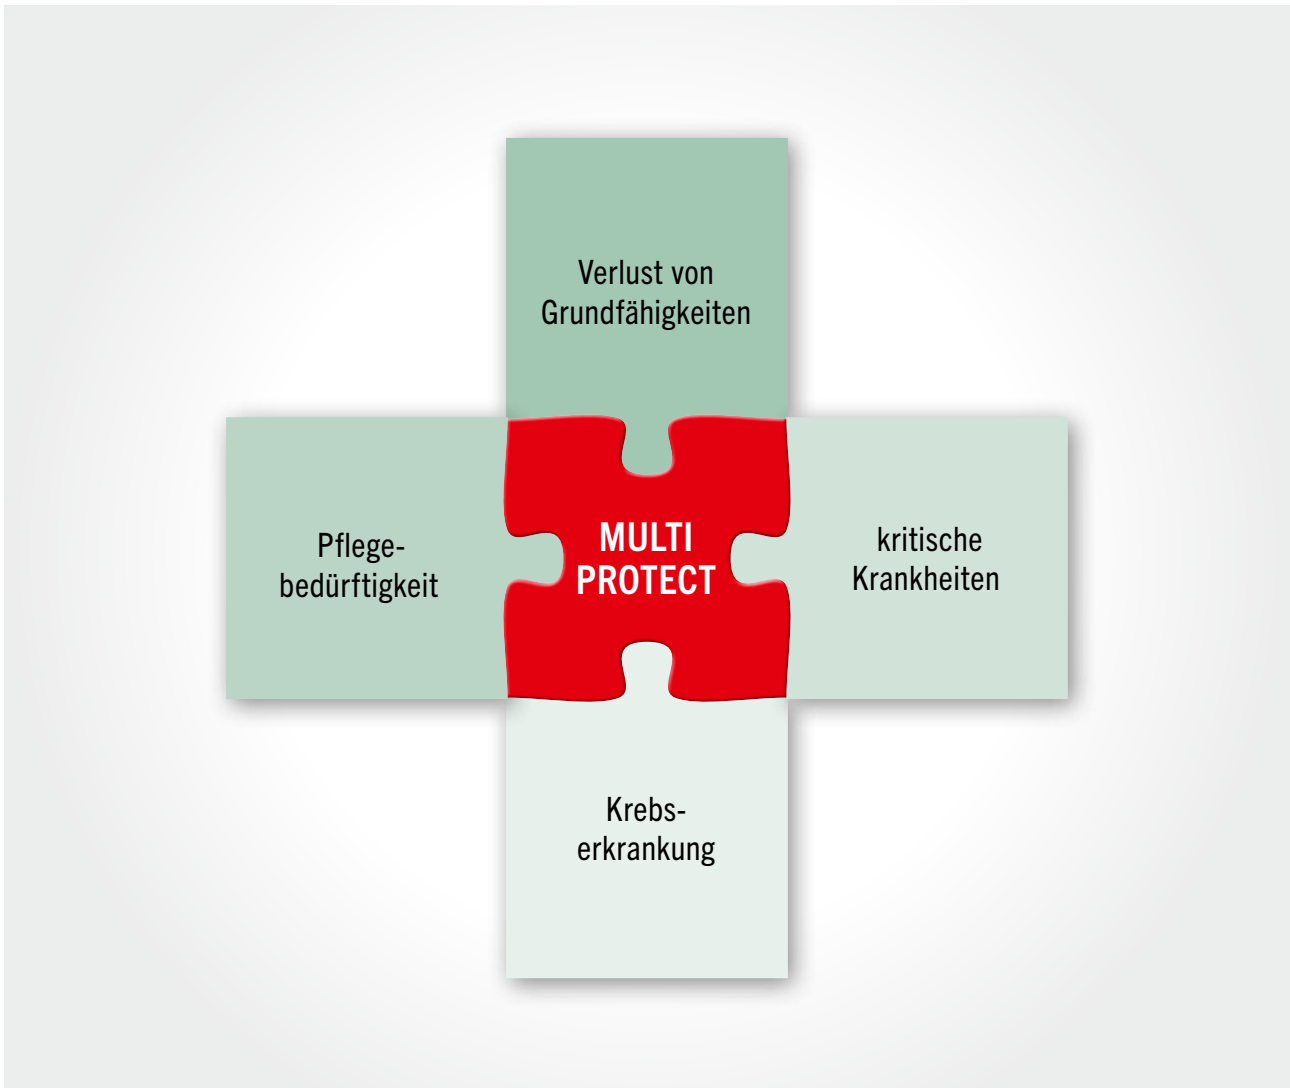 Verlust von
Grundfähigkeiten
Pflege-
bedürftigkeit
MULTI
PROTECT
kritische
Krankheiten
Krebs-
erkrankung